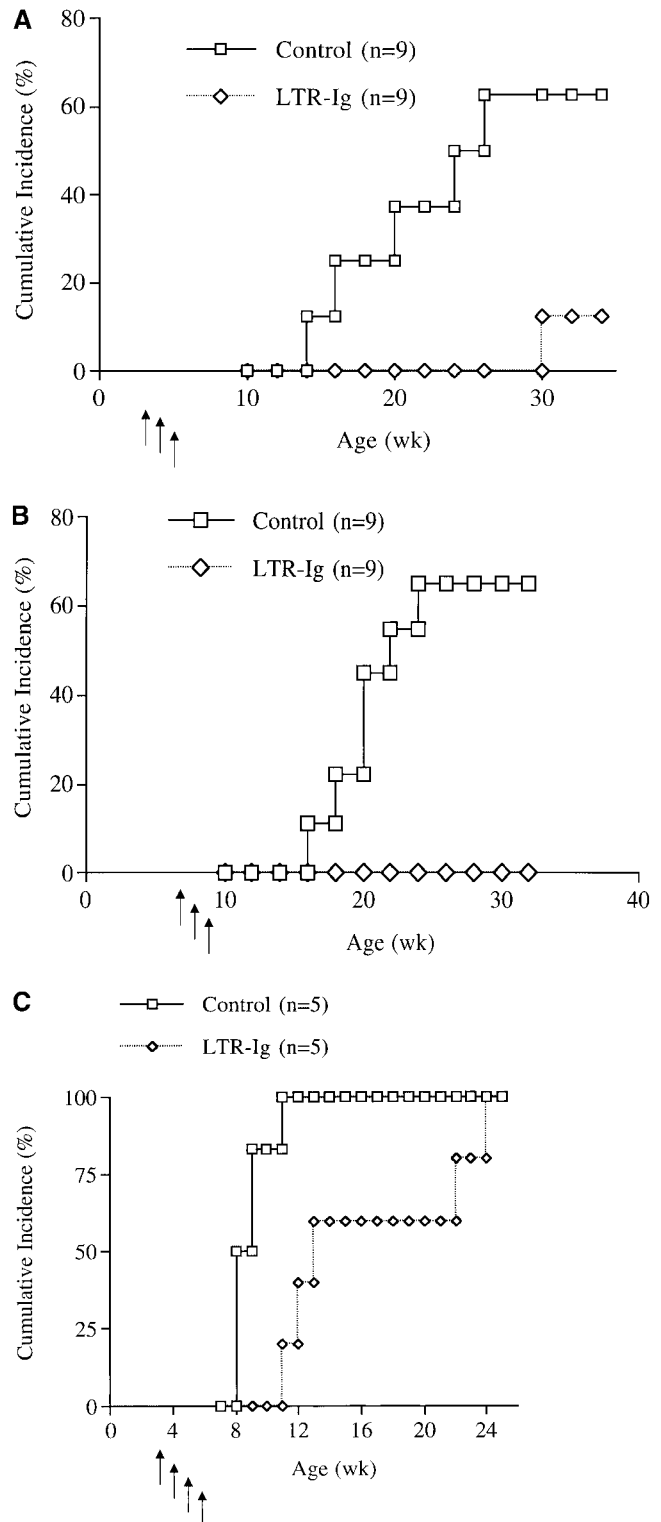 A
Control (n=9)
LTR-Ig (n=9)
Cumulative Incidence (%)
80
60
40
20
0
0 10 20 30
Age (wk)
B
Control (n=9)
LTR-Ig (n=9)
Cumulative Incidence (%)
80
60
40
20
0
0 10 20 30 40
Age (wk)
C
Control (n=5)
LTR-Ig (n=5)
Cumulative Incidence (%)
100
75
50
25
0
0 4 8 12 16 20 24
Age (wk)